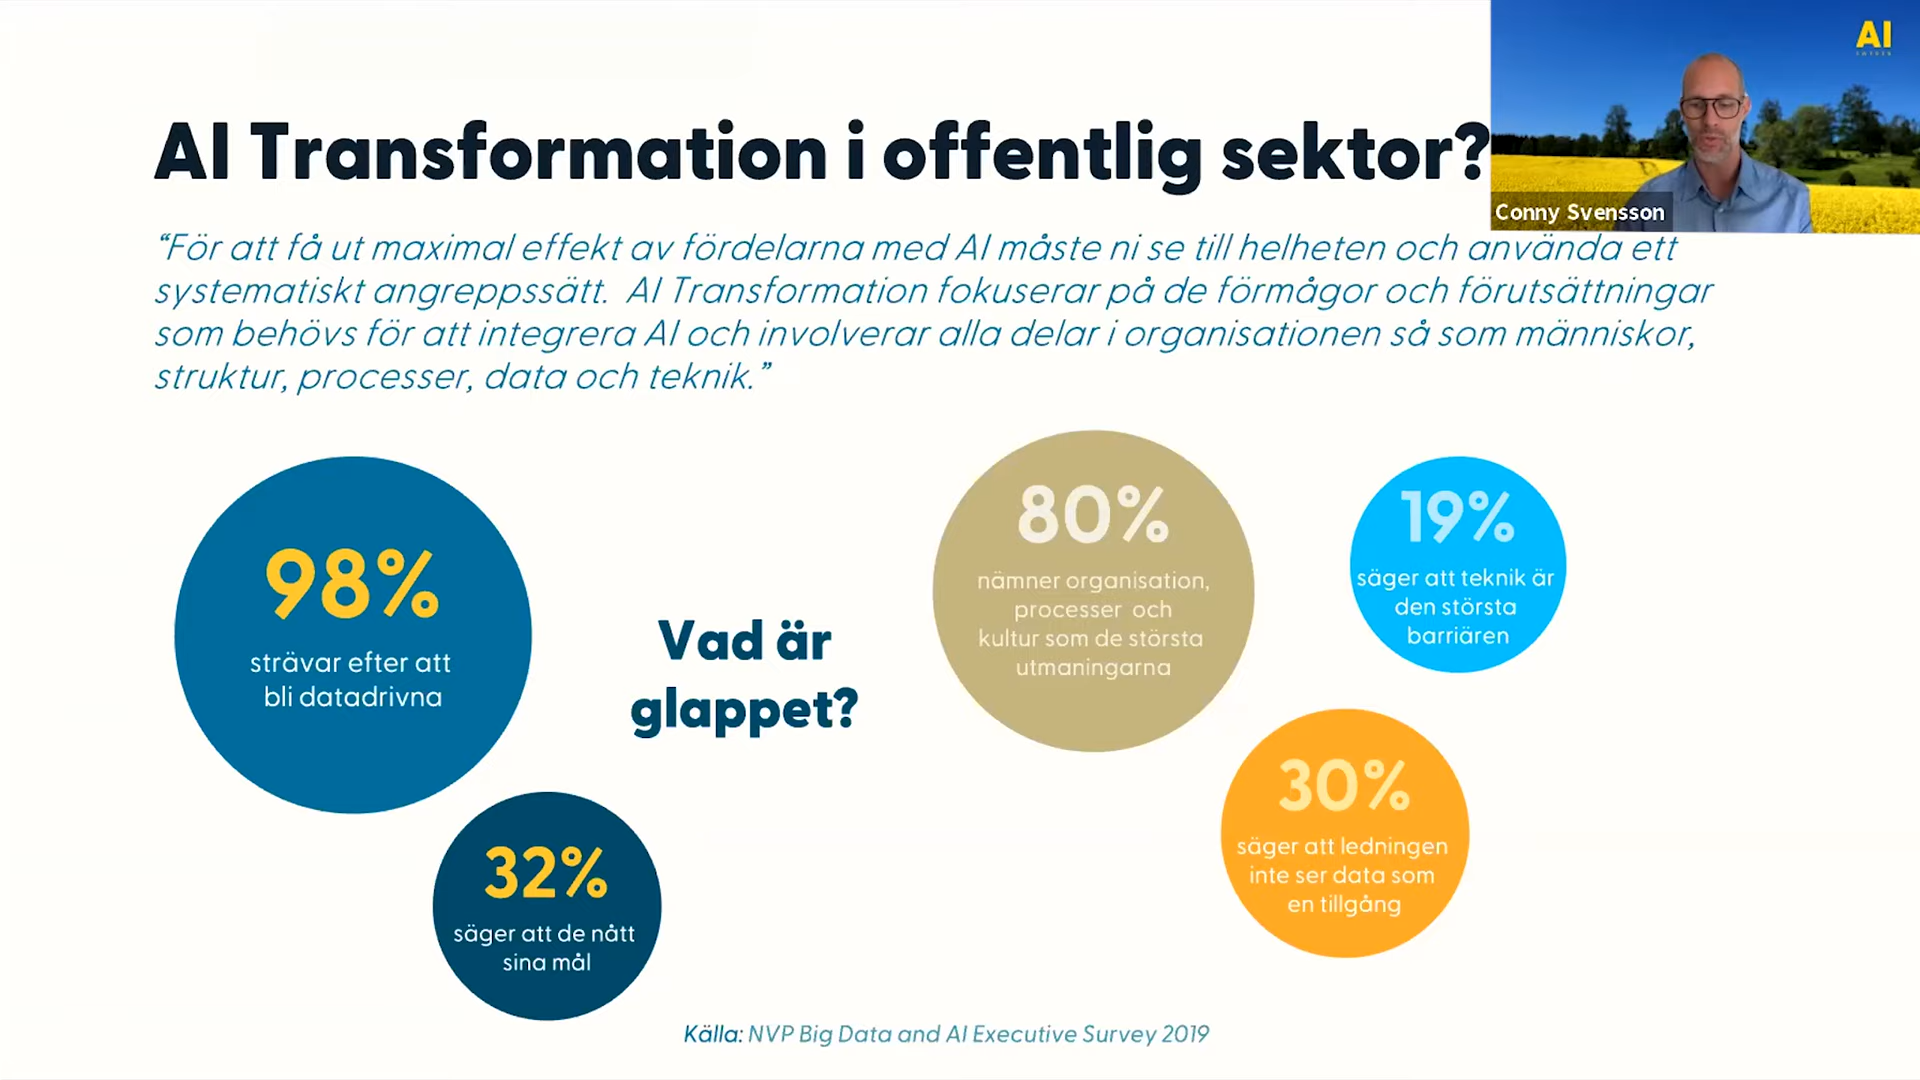 AI
AI Transformation i offentlig sektor?
Conny Svensson
“För att få ut maximal effekt av fördelarna med AI måste ni se till helheten och använda ett
systematiskt angreppssätt. AI Transformation fokuserar på de förmågor och förutsättningar
som behövs för att integrera AI och involverar alla delar i organisationen så som människor,
struktur, processer, data och teknik.”
98%
strävar efter att
bli datadrivna
32%
säger att de nått
sina mål
Vad är
glappet?
80%
nämner organisation,
processer och
kultur som de största
utmaningarna
19%
säger att teknik är
den största
barriären
30%
säger att ledningen
inte ser data som
en tillgång
Källa: NVP Big Data and AI Executive Survey 2019